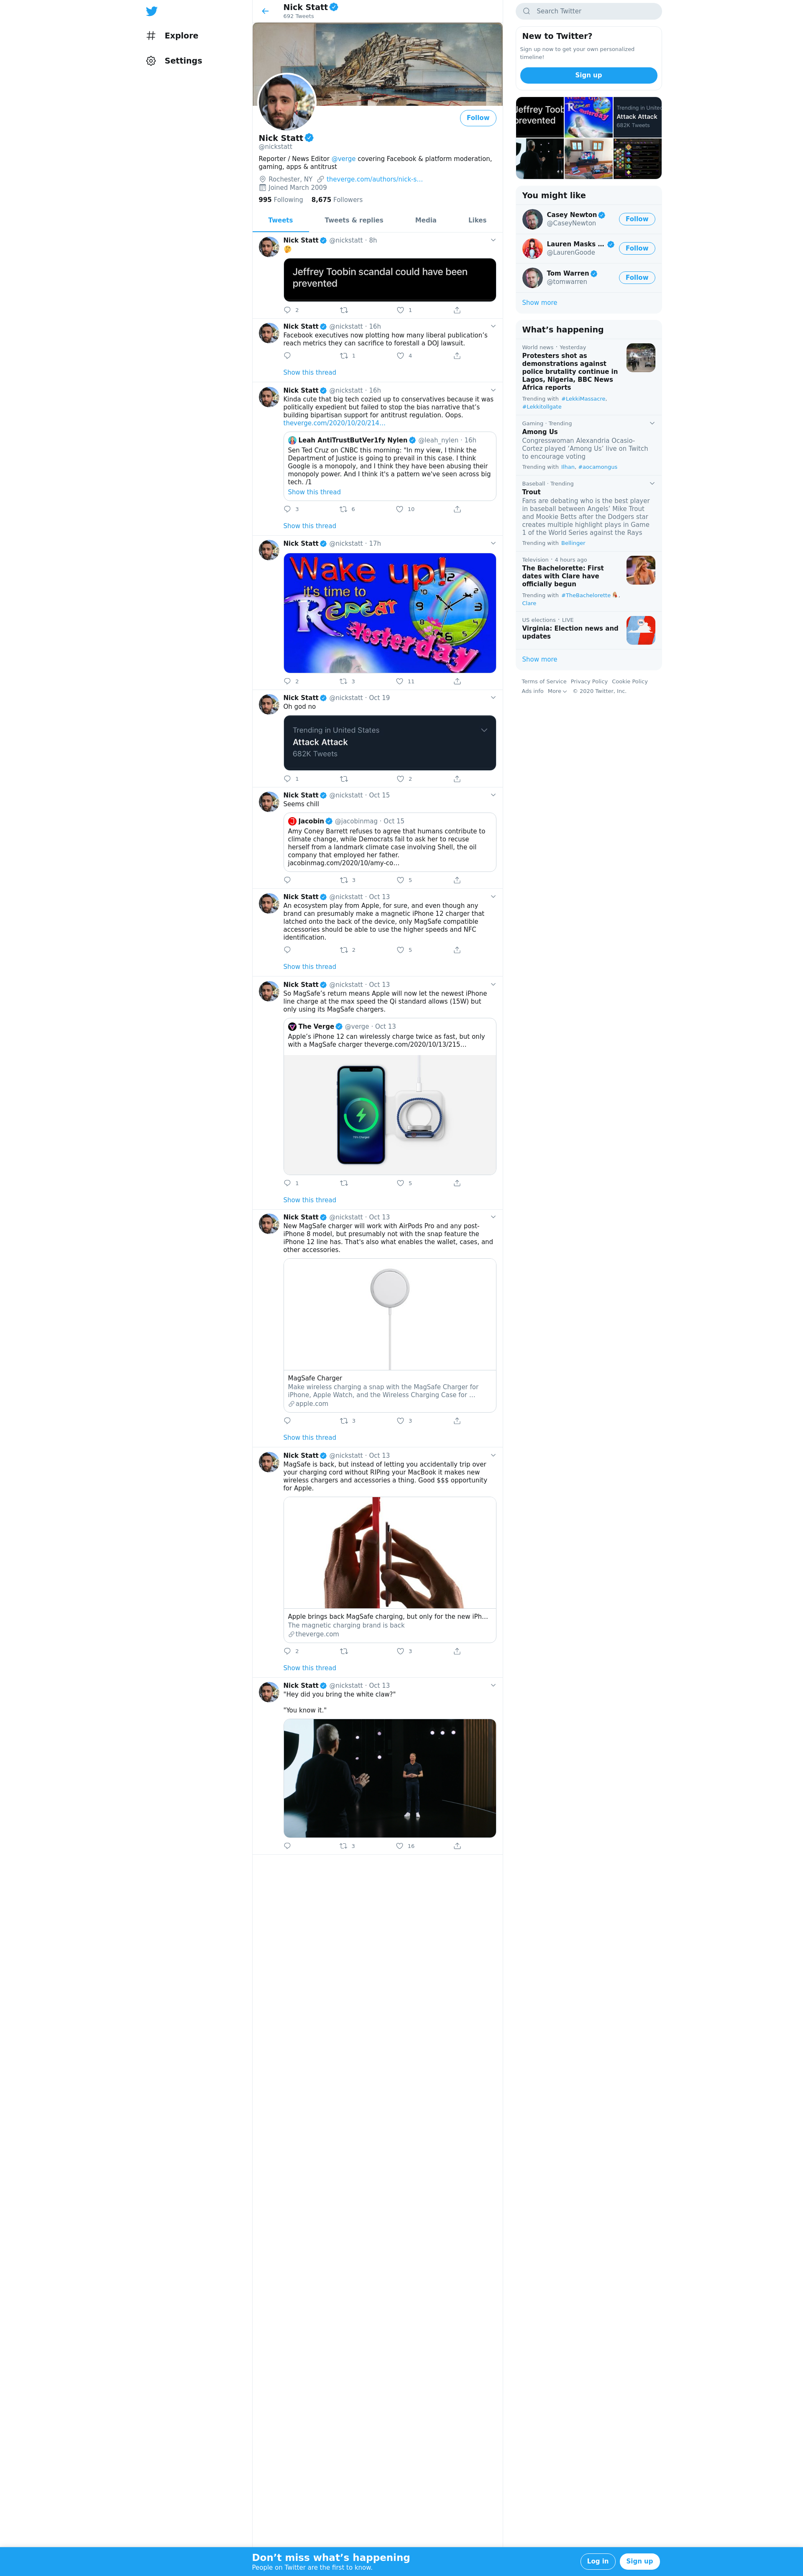 Explore
Settings
Nick Statt
692 Tweets
Follow
Nick Statt
@nickstatt
Reporter / News Editor @verge covering Facebook & platform moderation,
gaming, apps & antitrust
Rochester, NY theverge.com/authors/nick-s…
Joined March 2009
995 Following 8,675 Followers
Tweets Tweets & replies Media Likes
Nick Statt @nickstatt · 8h
Jeffrey Toobin scandal could have been
prevented
2 1
Nick Statt @nickstatt · 16h
Facebook executives now plotting how many liberal publication’s
reach metrics they can sacrifice to forestall a DOJ lawsuit.
1 4
Show this thread
Nick Statt @nickstatt · 16h
Kinda cute that big tech cozied up to conservatives because it was
politically expedient but failed to stop the bias narrative that’s
building bipartisan support for antitrust regulation. Oops.
theverge.com/2020/10/20/214…
Leah AntiTrustButVer1fy Nylen @leah_nylen · 16h
Sen Ted Cruz on CNBC this morning: "In my view, I think the
Department of Justice is going to prevail in this case. I think
Google is a monopoly, and I think they have been abusing their
monopoly power. And I think it's a pattern we've seen across big
tech. /1
Show this thread
3 6 10
Show this thread
Nick Statt @nickstatt · 17h
Wake up!
it's time to
Repeat
Yesterday
2 3 11
Nick Statt @nickstatt · Oct 19
Oh god no
Trending in United States
Attack Attack
682K Tweets
1 2
Nick Statt @nickstatt · Oct 15
Seems chill
Jacobin @jacobinmag · Oct 15
Amy Coney Barrett refuses to agree that humans contribute to
climate change, while Democrats fail to ask her to recuse
herself from a landmark climate case involving Shell, the oil
company that employed her father.
jacobinmag.com/2020/10/amy-co…
3 5
Nick Statt @nickstatt · Oct 13
An ecosystem play from Apple, for sure, and even though any
brand can presumably make a magnetic iPhone 12 charger that
latched onto the back of the device, only MagSafe compatible
accessories should be able to use the higher speeds and NFC
identification.
2 5
Show this thread
Nick Statt @nickstatt · Oct 13
So MagSafe’s return means Apple will now let the newest iPhone
line charge at the max speed the Qi standard allows (15W) but
only using its MagSafe chargers.
The Verge @verge · Oct 13
Apple’s iPhone 12 can wirelessly charge twice as fast, but only
with a MagSafe charger theverge.com/2020/10/13/215…
1 5
Show this thread
Nick Statt @nickstatt · Oct 13
New MagSafe charger will work with AirPods Pro and any post-
iPhone 8 model, but presumably not with the snap feature the
iPhone 12 line has. That's also what enables the wallet, cases, and
other accessories.
MagSafe Charger
Make wireless charging a snap with the MagSafe Charger for
iPhone, Apple Watch, and the Wireless Charging Case for …
apple.com
3 3
Show this thread
Nick Statt @nickstatt · Oct 13
MagSafe is back, but instead of letting you accidentally trip over
your charging cord without RIPing your MacBook it makes new
wireless chargers and accessories a thing. Good $$$ opportunity
for Apple.
Apple brings back MagSafe charging, but only for the new iPh…
The magnetic charging brand is back
theverge.com
2 3
Show this thread
Nick Statt @nickstatt · Oct 13
"Hey did you bring the white claw?"
"You know it."
3 16
Search Twitter
New to Twitter?
Sign up now to get your own personalized
timeline!
Sign up
Jeffrey Toob
prevented
Repeat
Yesterday
Trending in United
Attack Attack
682K Tweets
You might like
Casey Newton
@CaseyNewton
Follow
Lauren Masks …
@LaurenGoode
Follow
Tom Warren
@tomwarren
Follow
Show more
What’s happening
World news · Yesterday
Protesters shot as
demonstrations against
police brutality continue in
Lagos, Nigeria, BBC News
Africa reports
Trending with #LekkiMassacre,
#Lekkitollgate
Gaming · Trending
Among Us
Congresswoman Alexandria Ocasio-
Cortez played ‘Among Us’ live on Twitch
to encourage voting
Trending with Ilhan, #aocamongus
Baseball · Trending
Trout
Fans are debating who is the best player
in baseball between Angels’ Mike Trout
and Mookie Betts after the Dodgers star
creates multiple highlight plays in Game
1 of the World Series against the Rays
Trending with Bellinger
Television · 4 hours ago
The Bachelorette: First
dates with Clare have
officially begun
Trending with #TheBachelorette,
Clare
US elections · LIVE
Virginia: Election news and
updates
Show more
Terms of Service Privacy Policy Cookie Policy
Ads info More © 2020 Twitter, Inc.
Don’t miss what’s happening
People on Twitter are the first to know.
Log in
Sign up